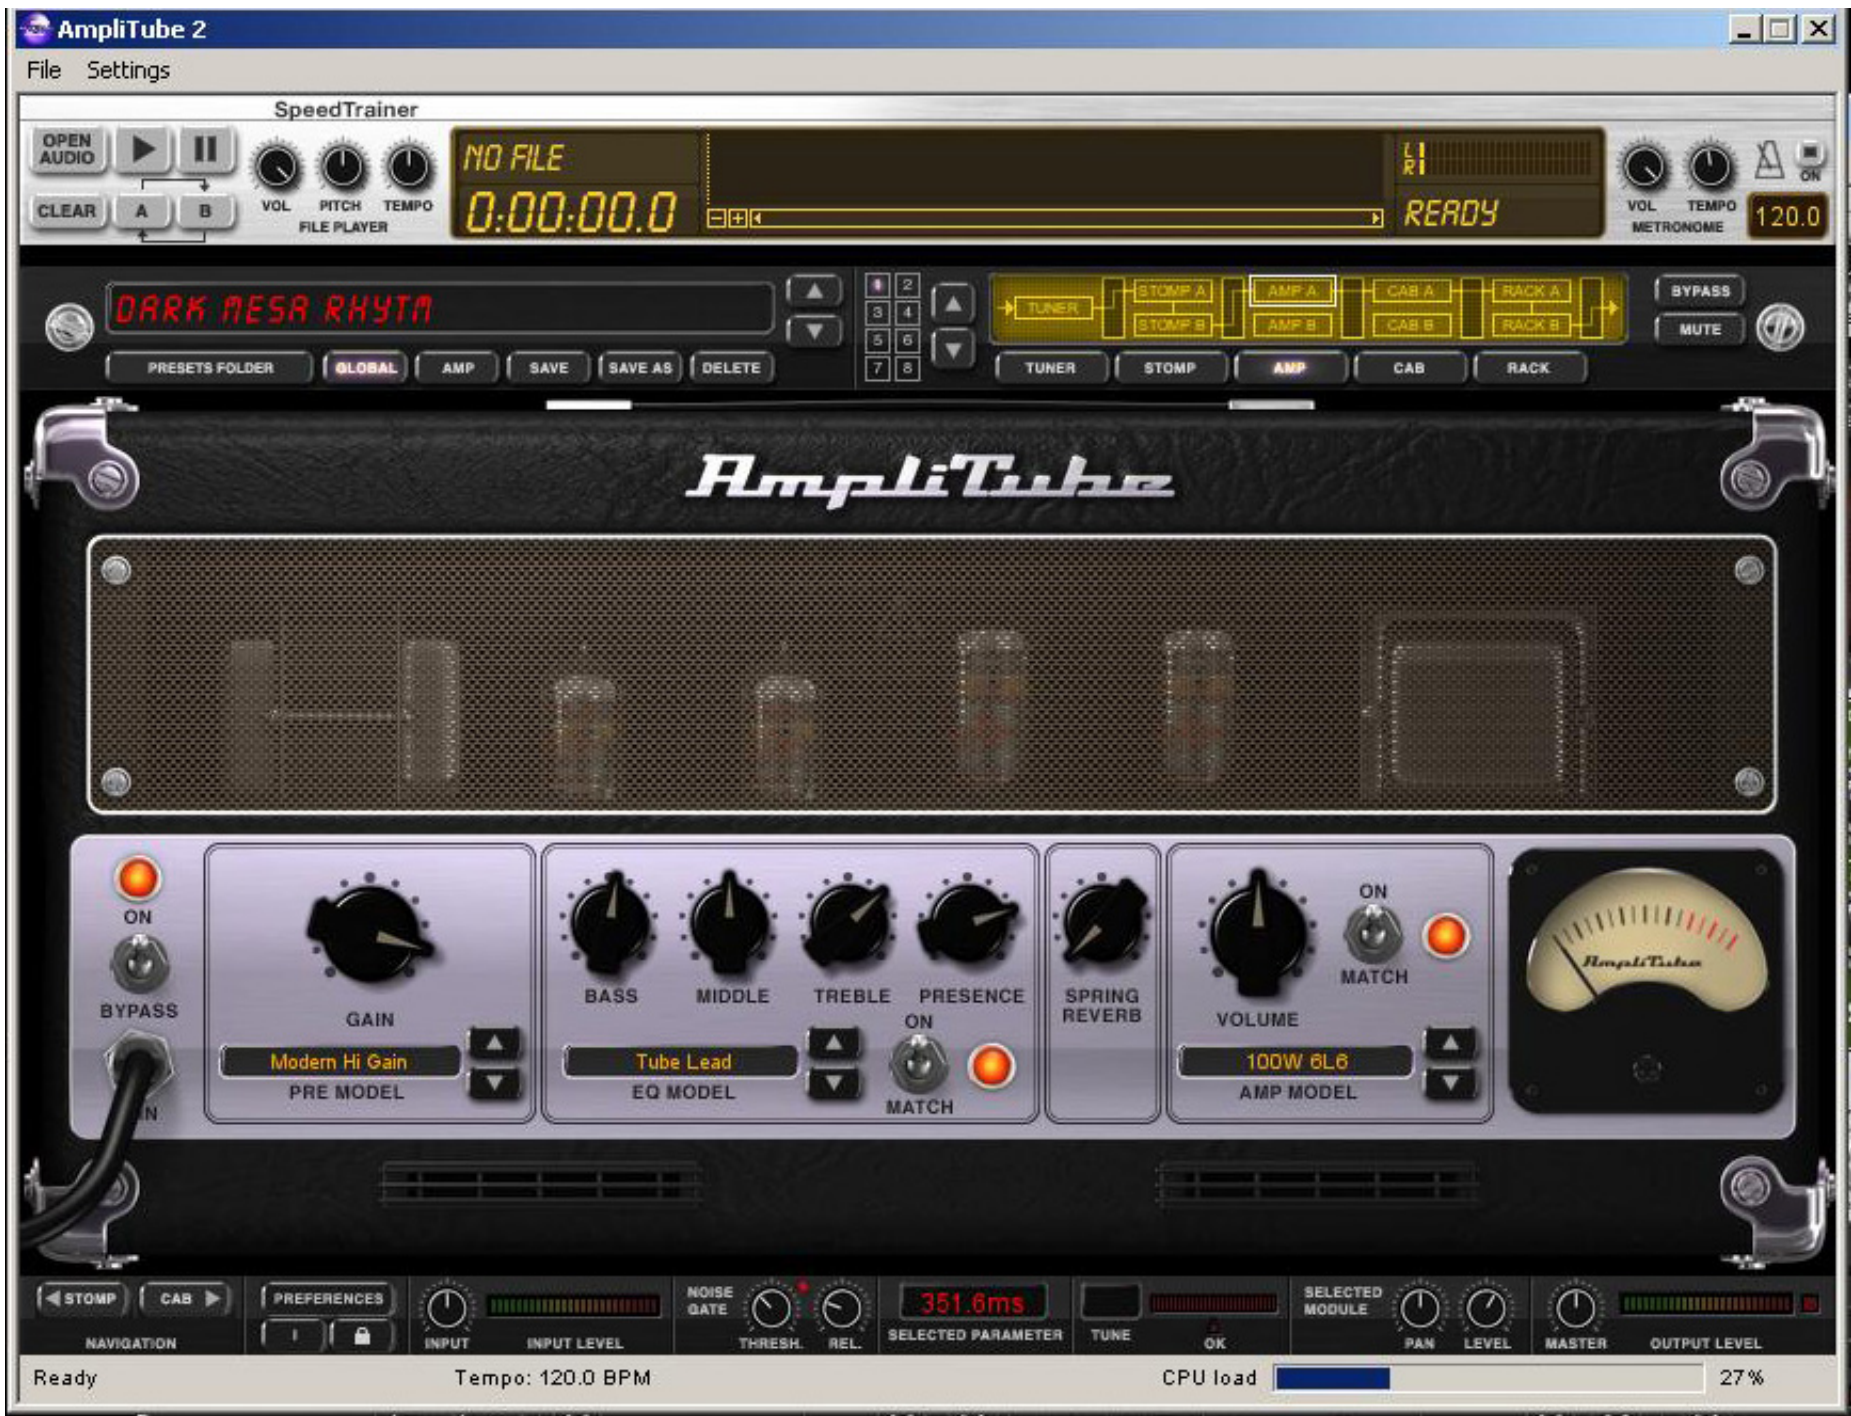 AmpliTube 2
File Settings
SpeedTrainer
OPEN AUDIO
CLEAR A B
VOL PITCH TEMPO
FILE PLAYER
NO FILE
0:00:00.0
L
R
READY
VOL TEMPO
METRONOME
ON
120.0
DARK MESA RHYTM
PRESETS FOLDER GLOBAL AMP SAVE SAVE AS DELETE
1 2
3 4
5 6
7 8
TUNER STOMP A AMP A CAB A RACK A
STOMP B AMP B CAB B RACK B
TUNER STOMP AMP CAB RACK
BYPASS
MUTE
AmpliTube
ON
BYPASS
IN
GAIN
Modern Hi Gain
PRE MODEL
BASS MIDDLE TREBLE PRESENCE
Tube Lead
EQ MODEL
ON
MATCH
SPRING
REVERB
VOLUME
ON
MATCH
100W 6L6
AMP MODEL
AmpliTube
STOMP CAB
NAVIGATION
PREFERENCES
INPUT INPUT LEVEL
NOISE
GATE
THRESH. REL.
351.6ms
SELECTED PARAMETER
TUNE OK
SELECTED
MODULE
PAN LEVEL
MASTER OUTPUT LEVEL
Ready Tempo: 120.0 BPM CPU load 27%